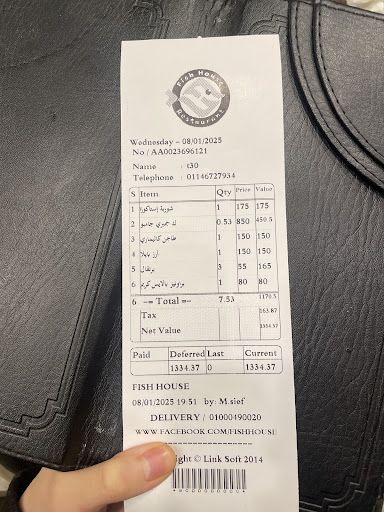 Fish House
Restaurant
Wednesday - 08/01/2025
No / AA0023696121
Name : t30
Telephone : 01146727934
S Item Qty Price Value
1 شوربة إستاكوزا 1 175 175
2 ك جمبري جامبو 0.53 850 450.5
3 طاجن كاليماري 1 150 150
4 أرز بايلا 1 150 150
5 برتقال 3 55 165
6 براونيز بالآيس كريم 1 80 80
6 -= Total =- 7.53 1170.5
Tax 163.87
Net Value 1334.37
Paid Deferred Last Current
1334.37 0 1334.37
FISH HOUSE
08/01/2025 19:51 by: M.sief
DELIVERY / 01000490020
WWW.FACEBOOK.COM/FISHHOUSE
ight © Link Soft 2014